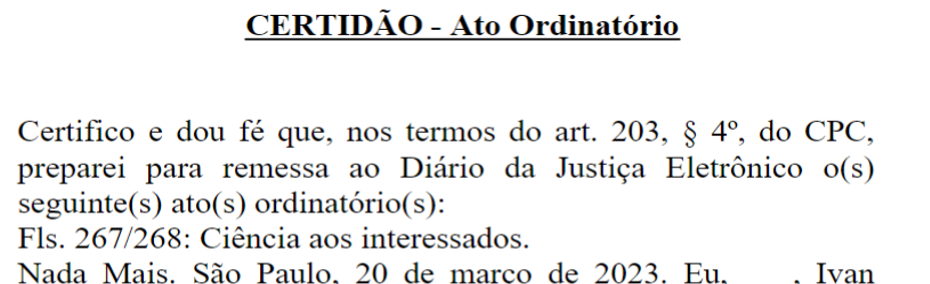 CERTIDÃO - Ato Ordinatório
Certifico e dou fé que, nos termos do art. 203, § 4º, do CPC,
preparei para remessa ao Diário da Justiça Eletrônico o(s)
seguinte(s) ato(s) ordinatório(s):
Fls. 267/268: Ciência aos interessados.
Nada Mais. São Paulo, 20 de março de 2023. Eu, , Ivan